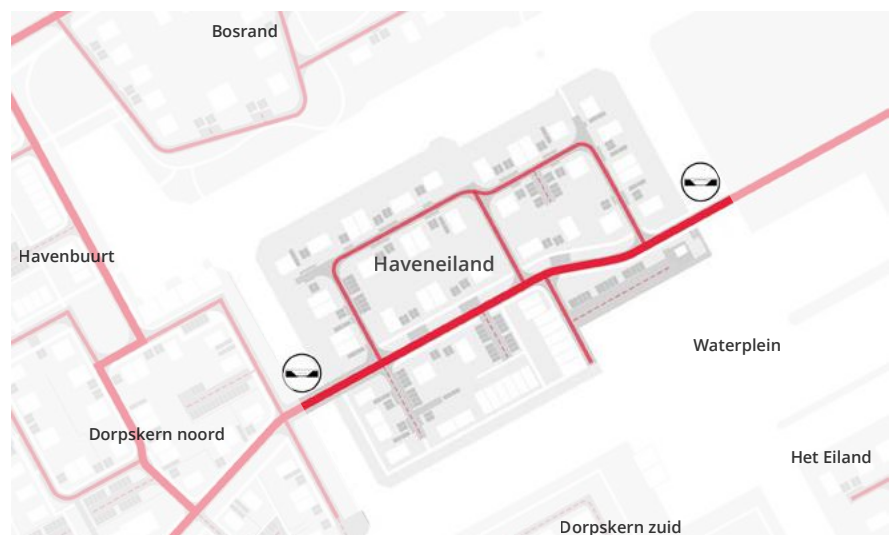 Bosrand
Havenbuurt
Haveneiland
Waterplein
Dorpskern noord
Het Eiland
Dorpskern zuid